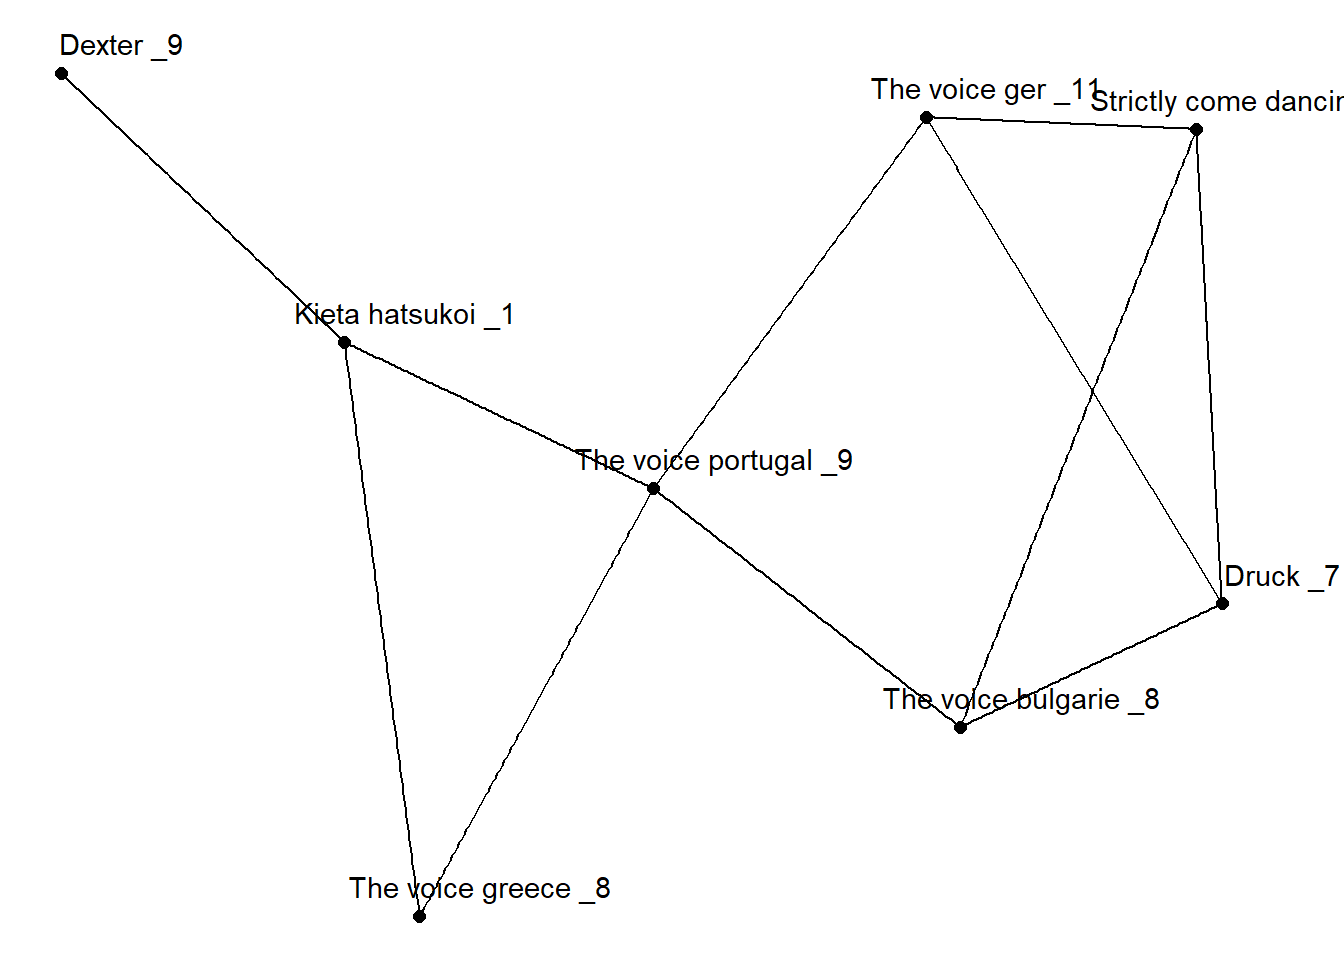 Dexter _9
The voice ger _11
Strictly come dancin
Kieta hatsukoi _1
The voice portugal _9
Druck _7
The voice bulgarie _8
The voice greece _8